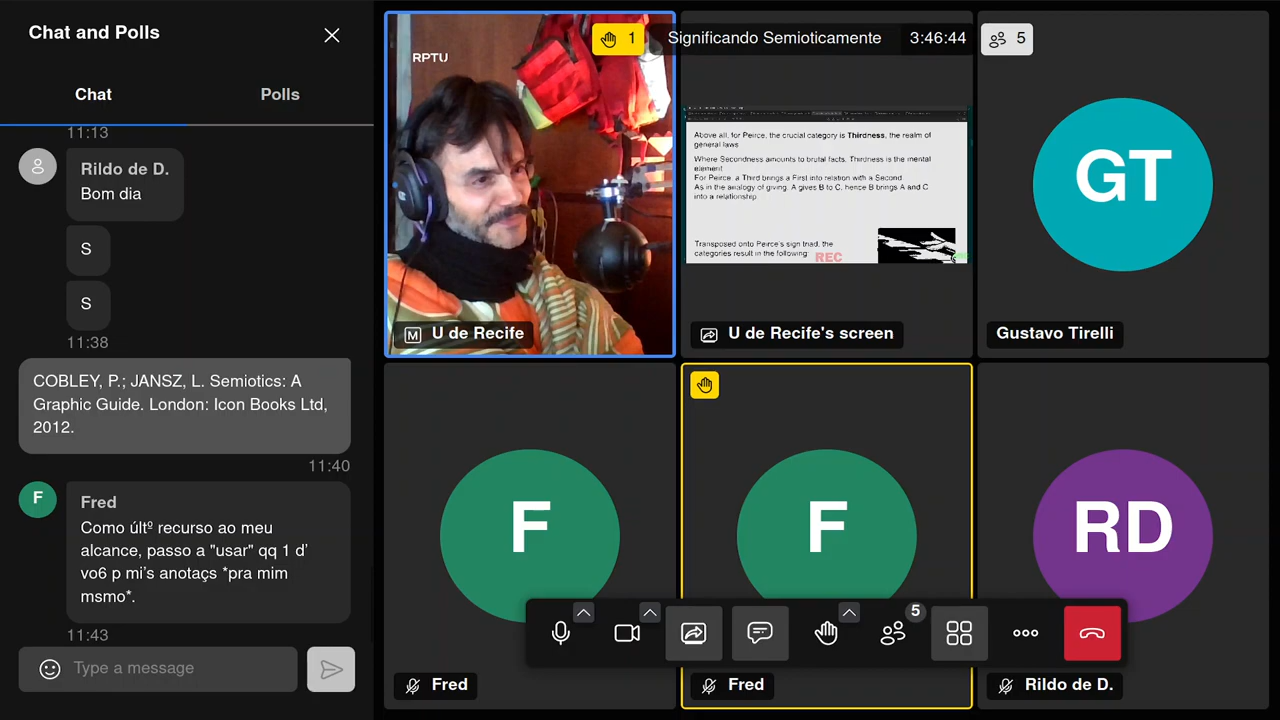 Chat and Polls
Chat
Polls
11:13
Rildo de D.
Bom dia
S
S
11:38
COBLEY, P.; JANSZ, L. Semiotics: A
Graphic Guide. London: Icon Books Ltd,
2012.
11:40
F
Fred
Como últº recurso ao meu
alcance, passo a "usar" qq 1 d'
vo6 p mi's anotaçs *pra mim
msmo*.
11:43
Type a message
RPTU
1
Significando Semioticamente
3:46:44
5
M
U de Recife
Above all, for Peirce, the crucial category is Thirdness, the realm of
general laws
Where Secondness amounts to brutal facts, Thirdness is the mental
element
For Peirce, a Third brings a First into relation with a Second.
As in the analogy of giving, A gives B to C, hence B brings A and C
into a relationship
Transposed onto Peirce's sign triad, the
categories result in the following:
REC
U de Recife's screen
GT
Gustavo Tirelli
F
Fred
F
Fred
RD
Rildo de D.
5